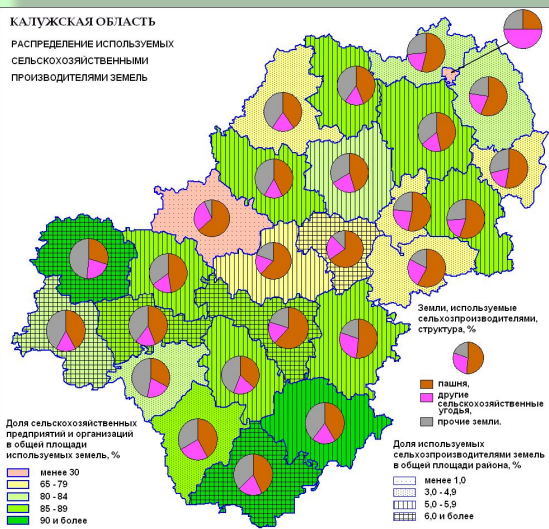 КАЛУЖСКАЯ ОБЛАСТЬ
РАСПРЕДЕЛЕНИЕ ИСПОЛЬЗУЕМЫХ
СЕЛЬСКОХОЗЯЙСТВЕННЫМИ
ПРОИЗВОДИТЕЛЯМИ ЗЕМЕЛЬ
Земли, используемые
сельхозпроизводителями,
структура, %
пашня,
другие
сельскохозяйственные
угодья,
прочие земли.
Доля сельскохозяйственных
предприятий и организаций
в общей площади
используемых земель, %
менее 30
65 - 79
80 - 84
85 - 89
90 и более
Доля используемых
сельхозпроизводителями земель
в общей площади района, %
менее 1,0
3,0 - 4,9
5,0 - 5,9
6,0 и более